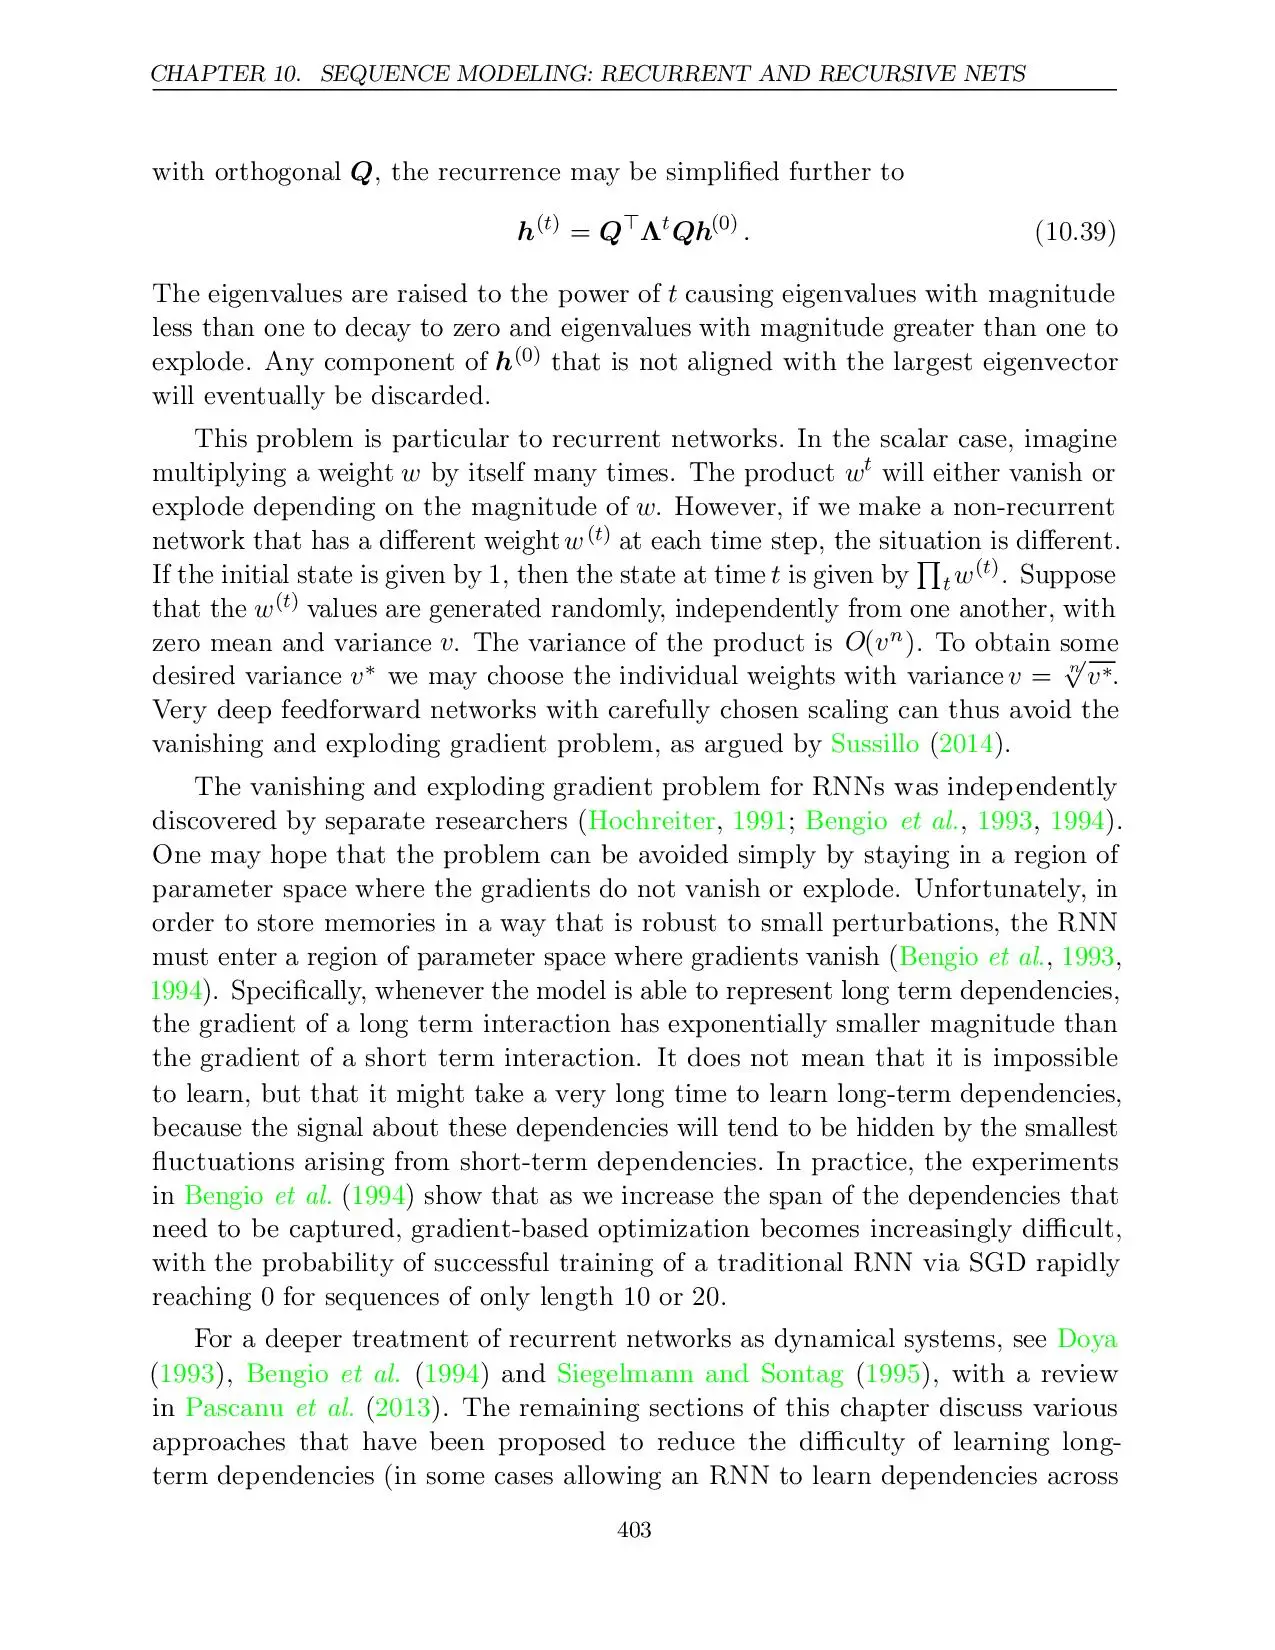 CHAPTER 10. SEQUENCE MODELING: RECURRENT AND RECURSIVE NETS
with orthogonal Q, the recurrence may be simplified further to
h^(t) = Q^⊤Λ^tQh^(0). (10.39)
The eigenvalues are raised to the power of t causing eigenvalues with magnitude
less than one to decay to zero and eigenvalues with magnitude greater than one to
explode. Any component of h^(0) that is not aligned with the largest eigenvector
will eventually be discarded.
This problem is particular to recurrent networks. In the scalar case, imagine
multiplying a weight w by itself many times. The product w^t will either vanish or
explode depending on the magnitude of w. However, if we make a non-recurrent
network that has a different weight w^(t) at each time step, the situation is different.
If the initial state is given by 1, then the state at time t is given by ∏_t w^(t). Suppose
that the w^(t) values are generated randomly, independently from one another, with
zero mean and variance v. The variance of the product is O(v^n). To obtain some
desired variance v* we may choose the individual weights with variance v = ⁿ√v*.
Very deep feedforward networks with carefully chosen scaling can thus avoid the
vanishing and exploding gradient problem, as argued by Sussillo (2014).
The vanishing and exploding gradient problem for RNNs was independently
discovered by separate researchers (Hochreiter, 1991; Bengio et al., 1993, 1994).
One may hope that the problem can be avoided simply by staying in a region of
parameter space where the gradients do not vanish or explode. Unfortunately, in
order to store memories in a way that is robust to small perturbations, the RNN
must enter a region of parameter space where gradients vanish (Bengio et al., 1993,
1994). Specifically, whenever the model is able to represent long term dependencies,
the gradient of a long term interaction has exponentially smaller magnitude than
the gradient of a short term interaction. It does not mean that it is impossible
to learn, but that it might take a very long time to learn long-term dependencies,
because the signal about these dependencies will tend to be hidden by the smallest
fluctuations arising from short-term dependencies. In practice, the experiments
in Bengio et al. (1994) show that as we increase the span of the dependencies that
need to be captured, gradient-based optimization becomes increasingly difficult,
with the probability of successful training of a traditional RNN via SGD rapidly
reaching 0 for sequences of only length 10 or 20.
For a deeper treatment of recurrent networks as dynamical systems, see Doya
(1993), Bengio et al. (1994) and Siegelmann and Sontag (1995), with a review
in Pascanu et al. (2013). The remaining sections of this chapter discuss various
approaches that have been proposed to reduce the difficulty of learning long-
term dependencies (in some cases allowing an RNN to learn dependencies across
403